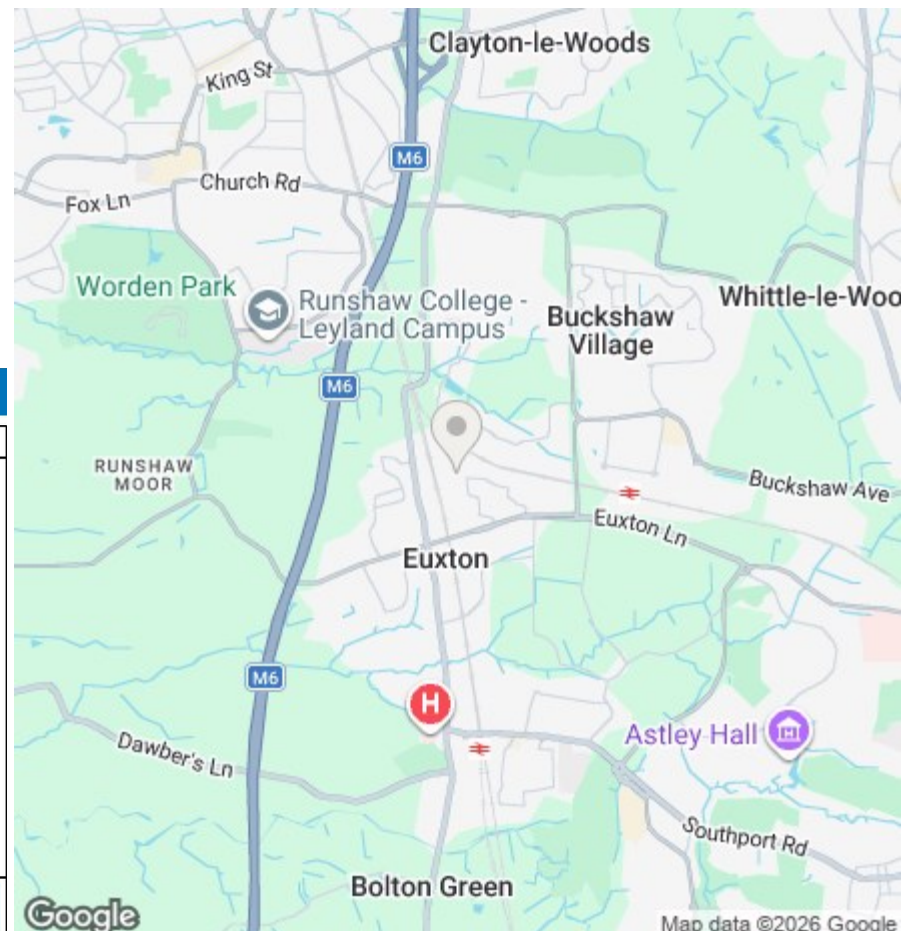 Clayton-le-Woods
King St
M6
Church Rd
Fox Ln
Worden Park
Runshaw College -
Leyland Campus
Whittle-le-Woo
Buckshaw
Village
M6
RUNSHAW
MOOR
Buckshaw Ave
Euxton Ln
Euxton
M6
H
Astley Hall
Dawber's Ln
Southport Rd
Bolton Green
Google
Map data ©2026 Google